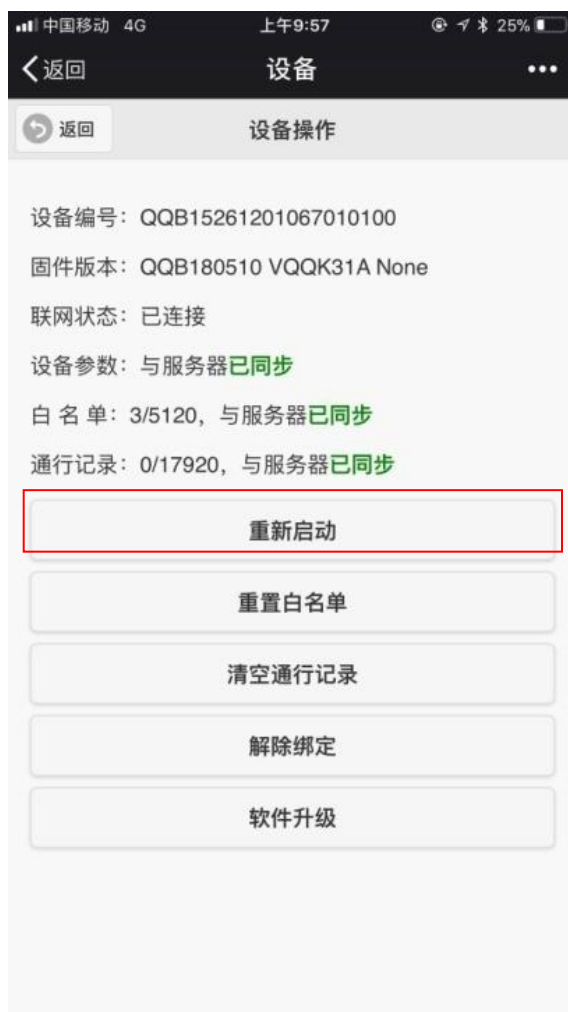 中国移动 4G 上午9:57 25%
返回 设备
返回 设备操作
设备编号：QQB15261201067010100
固件版本：QQB180510 VQQK31A None
联网状态：已连接
设备参数：与服务器已同步
白 名 单：3/5120，与服务器已同步
通行记录：0/17920，与服务器已同步
重新启动
重置白名单
清空通行记录
解除绑定
软件升级